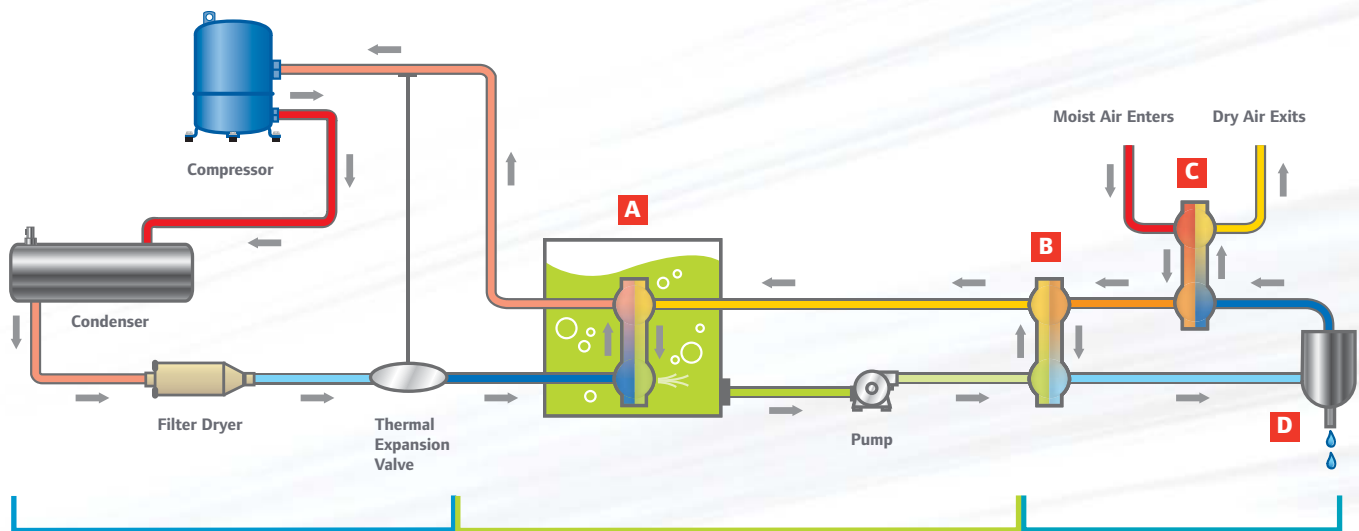 Moist Air Enters
Dry Air Exits
C
Compressor
A
B
Condenser
Filter Dryer
Thermal
Expansion
Valve
Pump
D